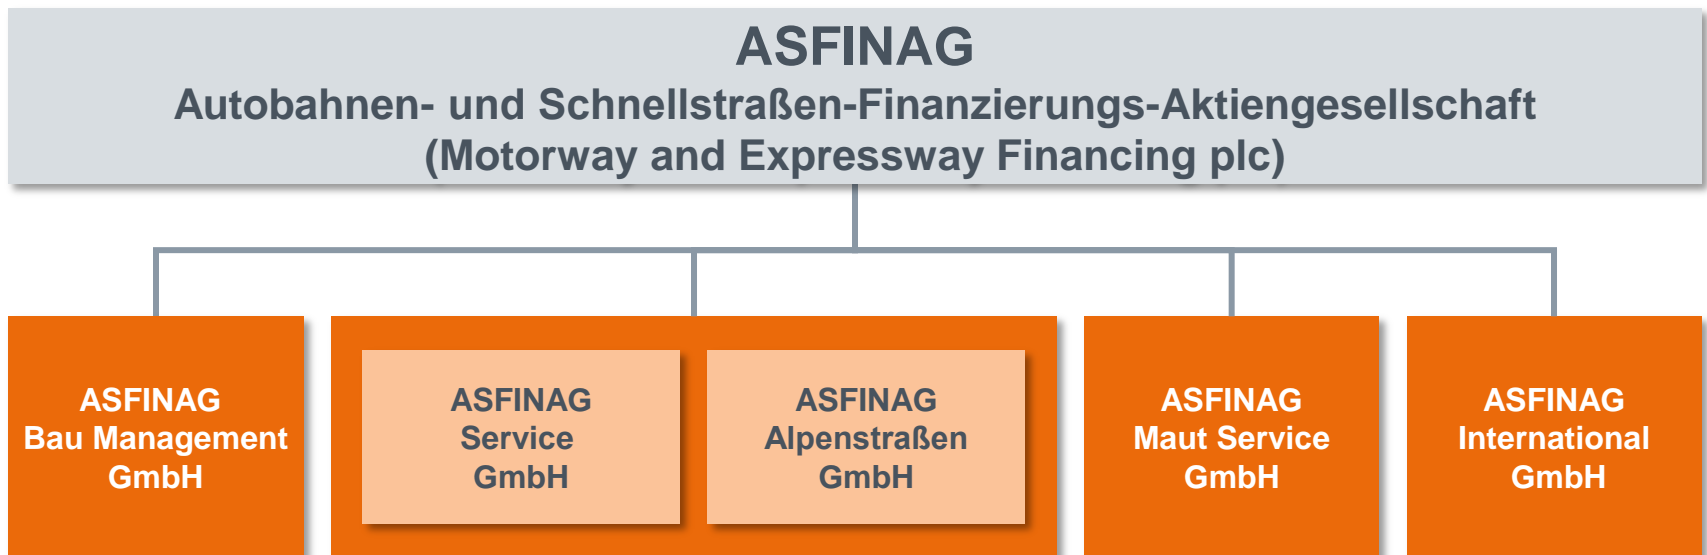 ASFINAG
Autobahnen- und Schnellstraßen-Finanzierungs-Aktiengesellschaft
(Motorway and Expressway Financing plc)
ASFINAG
Bau Management
GmbH
ASFINAG
Service
GmbH
ASFINAG
Alpenstraßen
GmbH
ASFINAG
Maut Service
GmbH
ASFINAG
International
GmbH